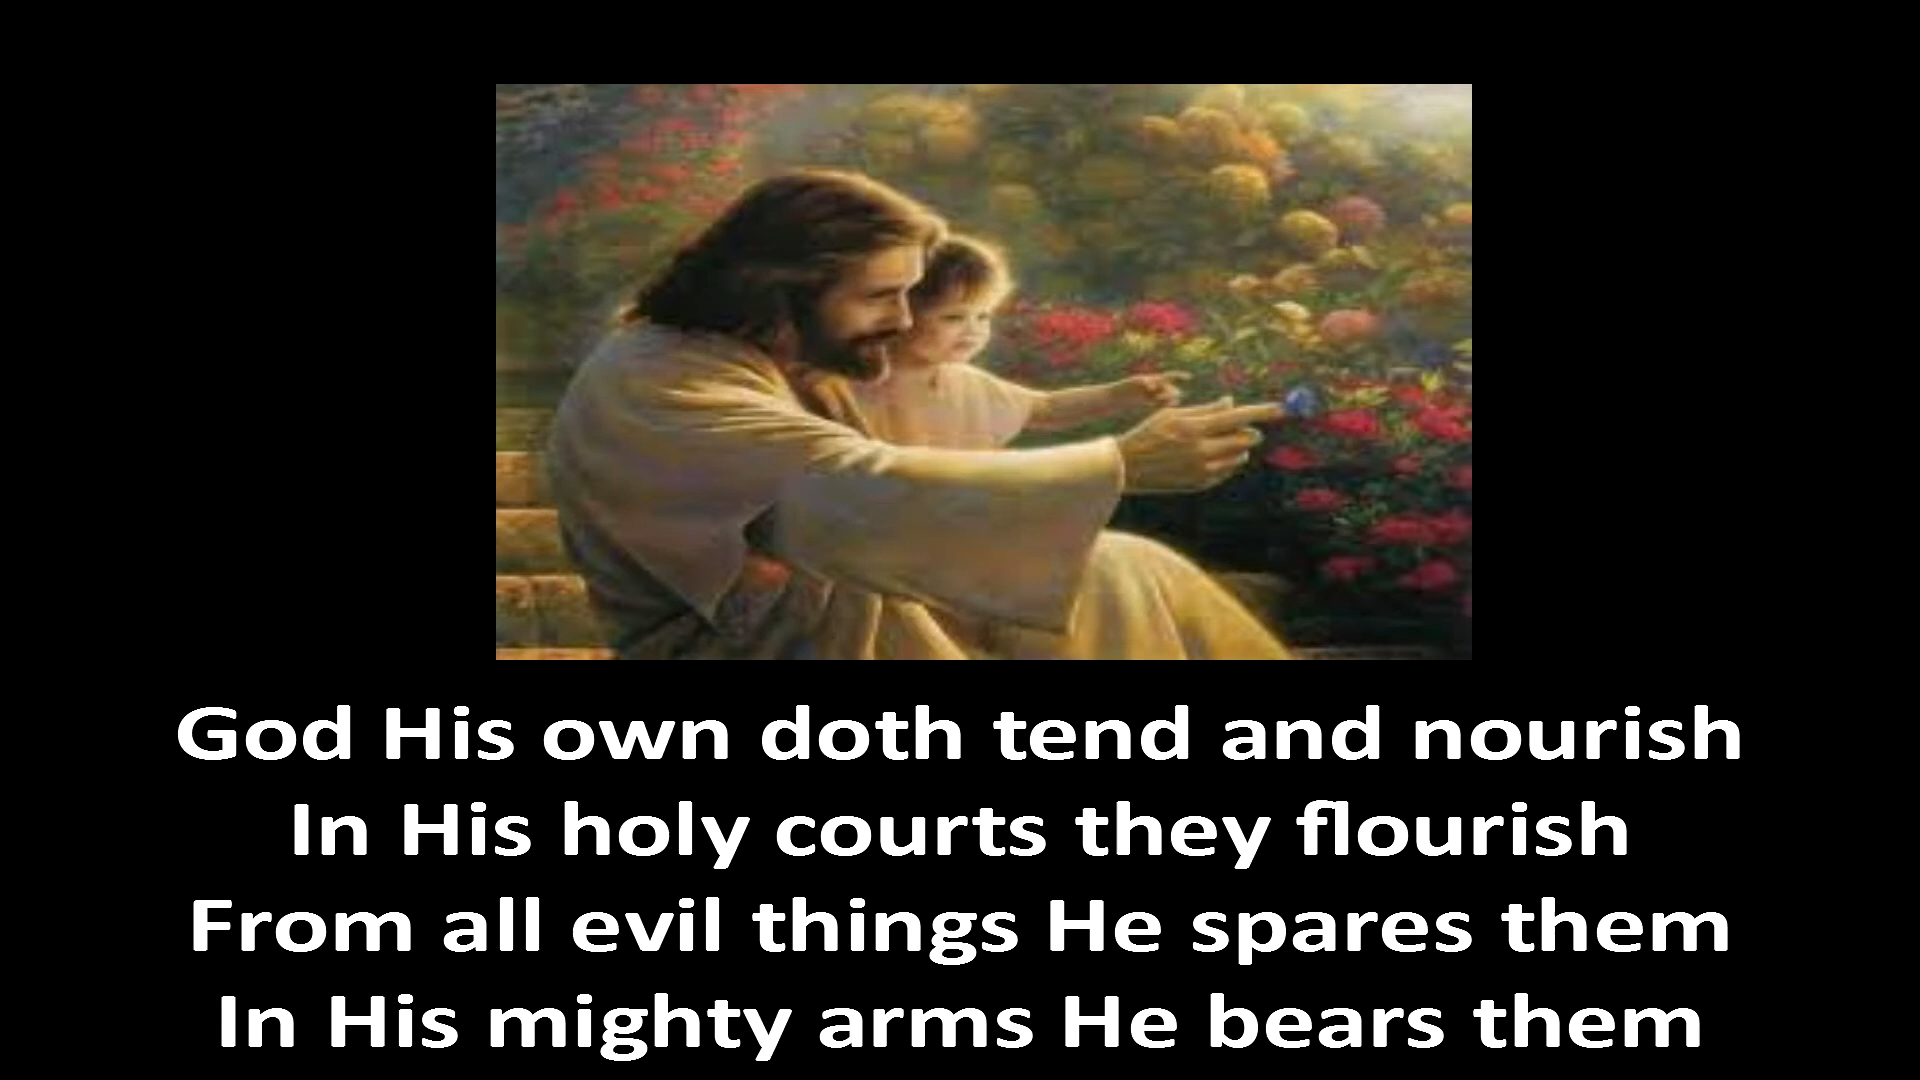 God His own doth tend and nourish
In His holy courts they flourish
From all evil things He spares them
In His mighty arms He bears them